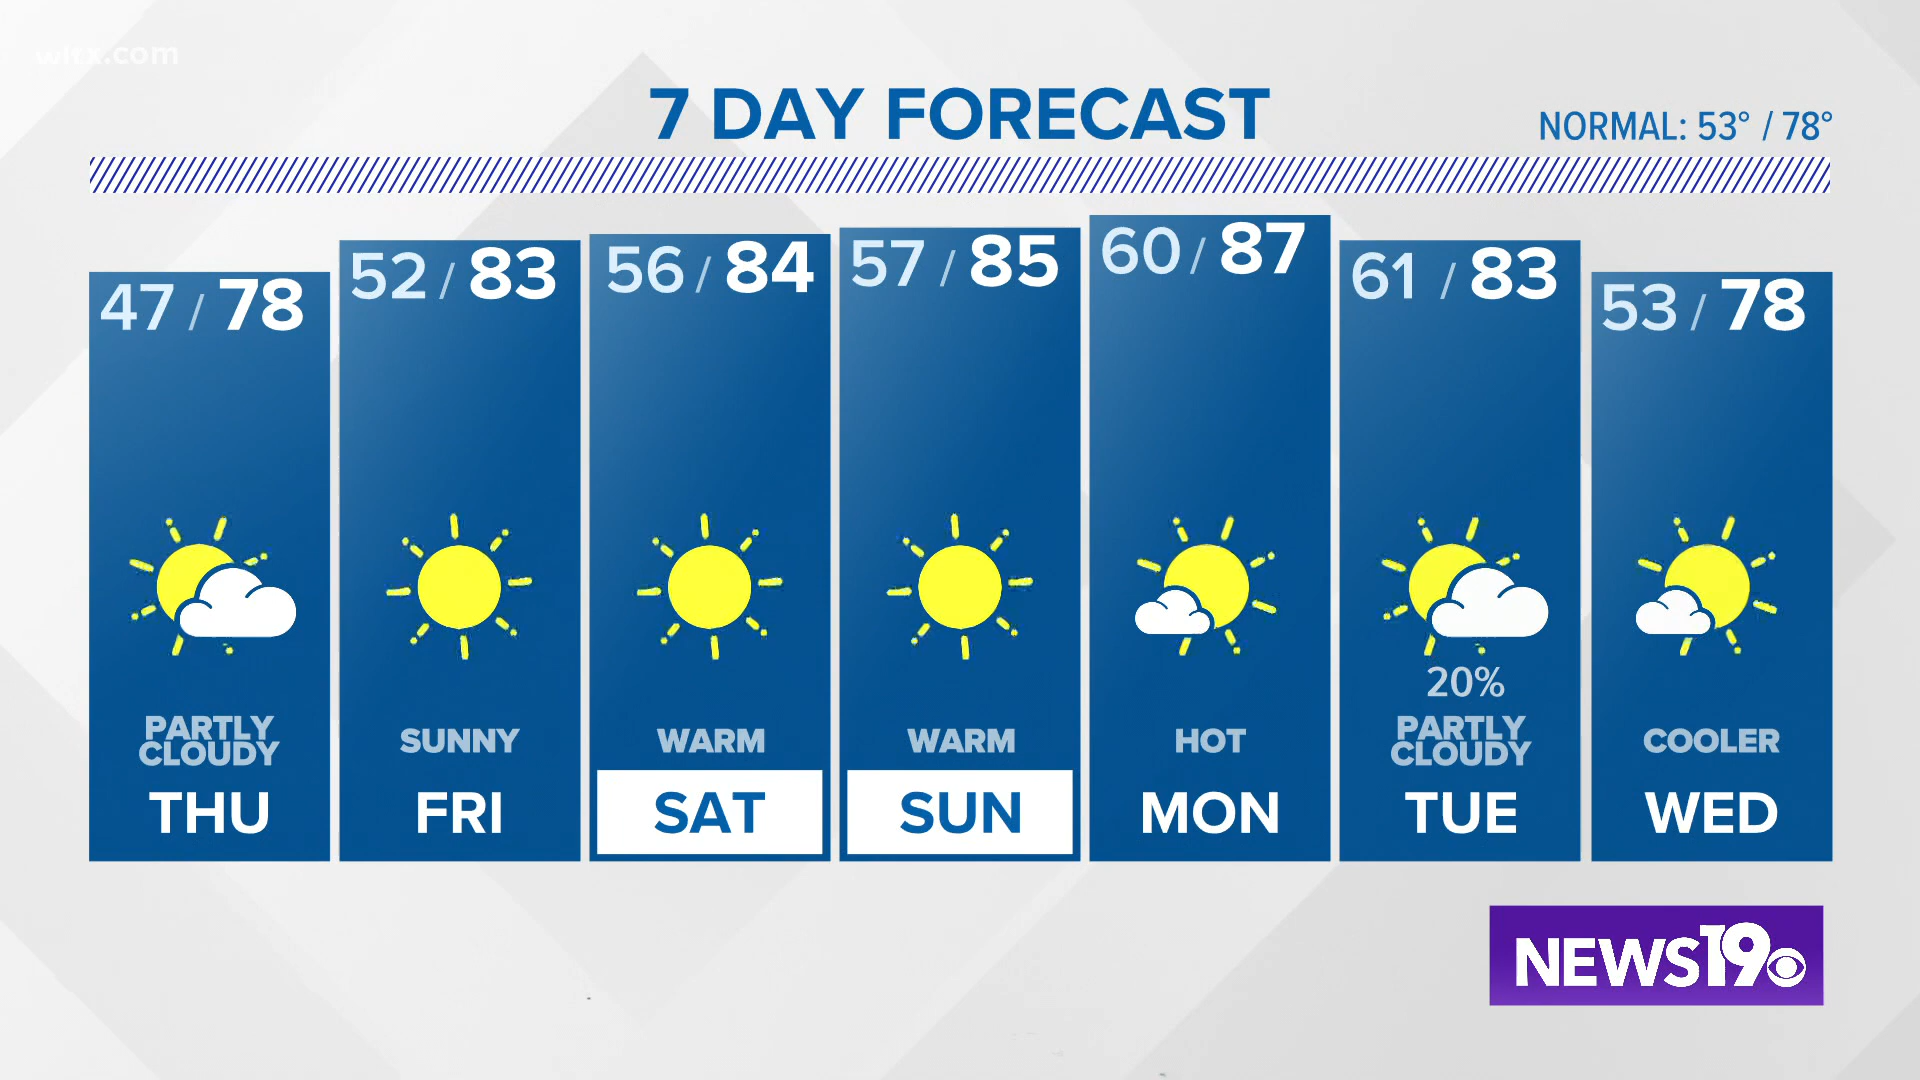 wltx.com
7 DAY FORECAST
NORMAL: 53° / 78°
47 / 78
52 / 83
56 / 84
57 / 85
60 / 87
61 / 83
53 / 78
20%
PARTLY
CLOUDY
SUNNY
WARM
WARM
HOT
PARTLY
CLOUDY
COOLER
THU
FRI
SAT
SUN
MON
TUE
WED
NEWS19